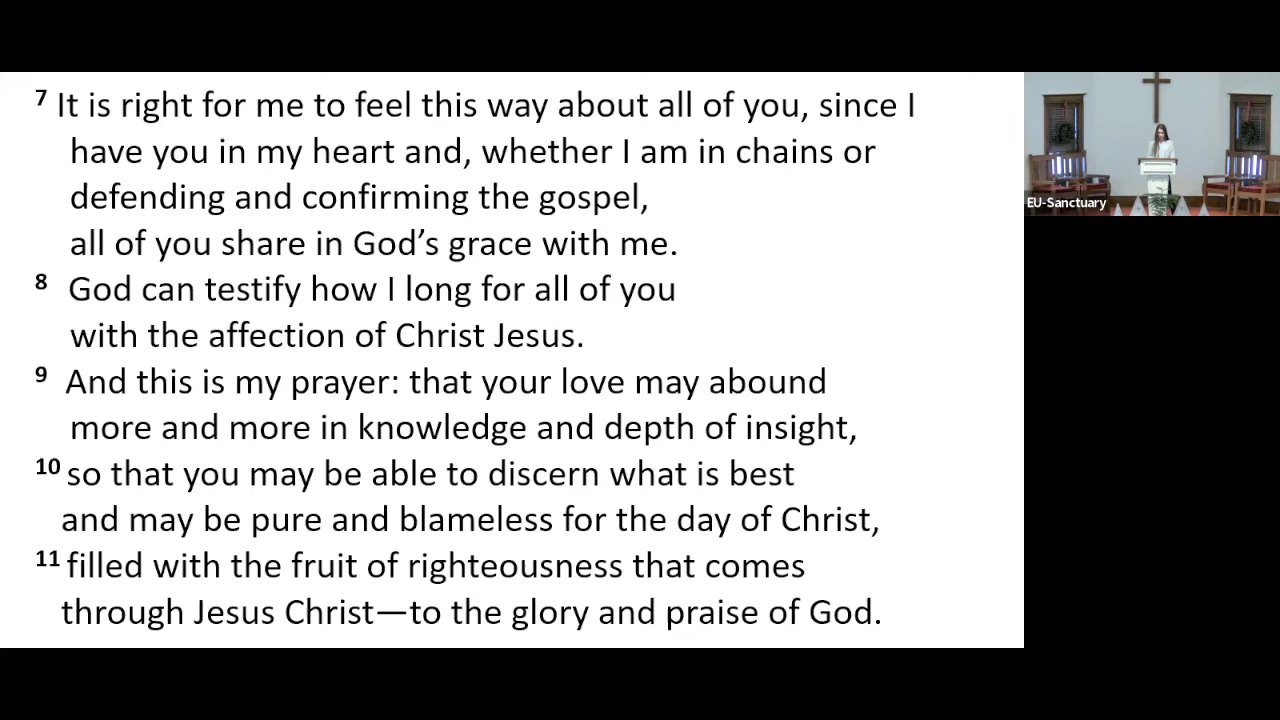 7 It is right for me to feel this way about all of you, since I
have you in my heart and, whether I am in chains or
defending and confirming the gospel,
all of you share in God’s grace with me.
8 God can testify how I long for all of you
with the affection of Christ Jesus.
9 And this is my prayer: that your love may abound
more and more in knowledge and depth of insight,
10 so that you may be able to discern what is best
and may be pure and blameless for the day of Christ,
11 filled with the fruit of righteousness that comes
through Jesus Christ—to the glory and praise of God.
EU-Sanctuary